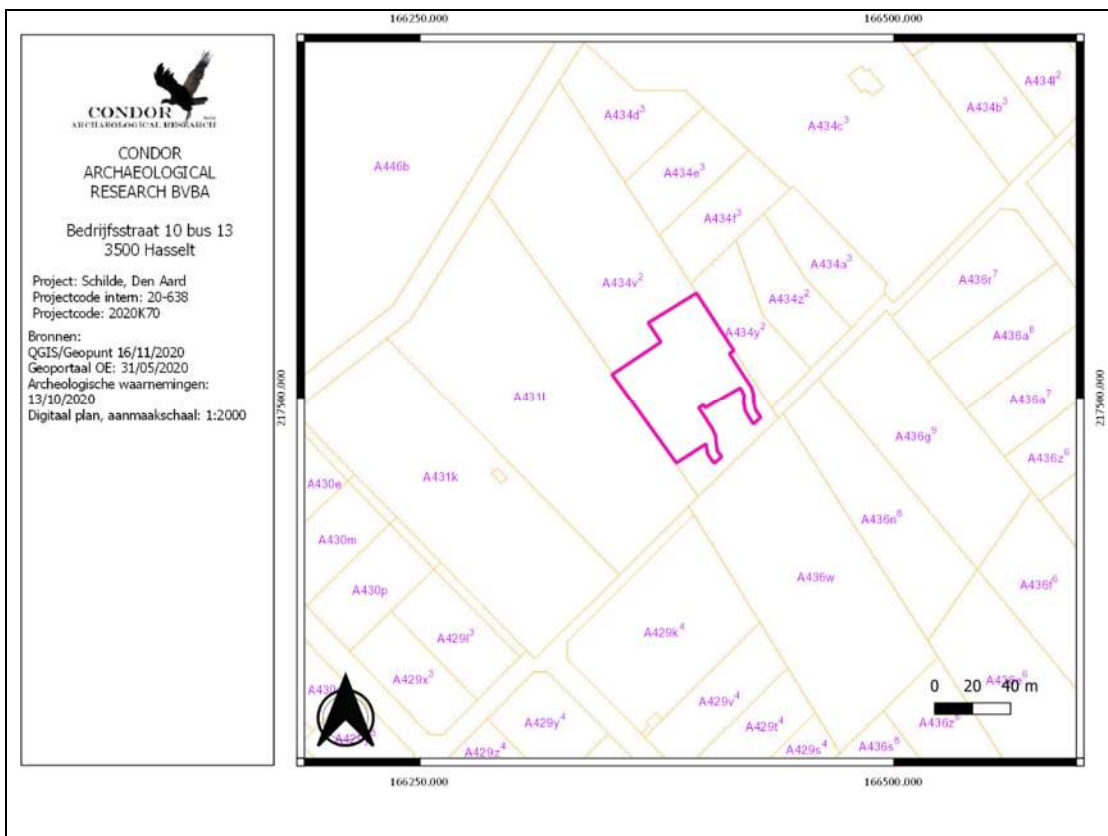 166250.000 166500.000
CONDOR
ARCHAEOLOGICAL RESEARCH
CONDOR
ARCHAEOLOGICAL
RESEARCH BVBA
Bedrijfsstraat 10 bus 13
3500 Hasselt
Project: Schilde, Den Aard
Projectcode intern: 20-638
Projectcode: 2020K70
Bronnen:
QGIS/Geopunt 16/11/2020
Geoportaal OE: 31/05/2020
Archeologische waarnemingen:
13/10/2020
Digitaal plan, aanmaakschaal: 1:2000
A434l²
A434b³
A434d³
A434c³
A446b
A434e³
A434f³
A434a³
A436r⁷
A434v²
A434z²
A434y²
A436a⁸
217500.000
217500.000
A431l
A436a⁷
A436g⁹
A436z⁶
A431k
A430e
A436n⁸
A430m
A436w
A436f⁶
A430p
A429k⁴
A429l³
A429x³
A430
A429v⁴
0 20 40 m
A429y⁴
A429t⁴
A436z⁸
A429z⁴
A429s⁴
A436s⁸
166250.000 166500.000